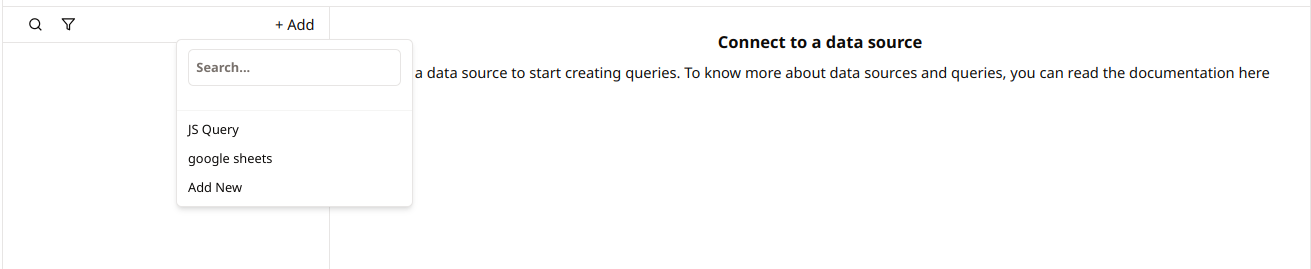 + Add
Connect to a data source
Search...
a data source to start creating queries. To know more about data sources and queries, you can read the documentation here
JS Query
google sheets
Add New